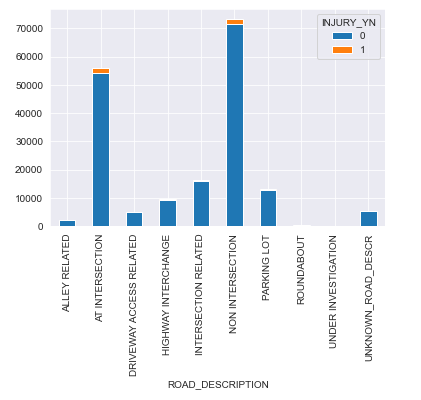 INJURY_YN
0
1
70000
60000
50000
40000
30000
20000
10000
0
ALLEY RELATED
AT INTERSECTION
DRIVEWAY ACCESS RELATED
HIGHWAY INTERCHANGE
INTERSECTION RELATED
NON INTERSECTION
PARKING LOT
ROUNDABOUT
UNDER INVESTIGATION
UNKNOWN_ROAD_DESCR
ROAD_DESCRIPTION